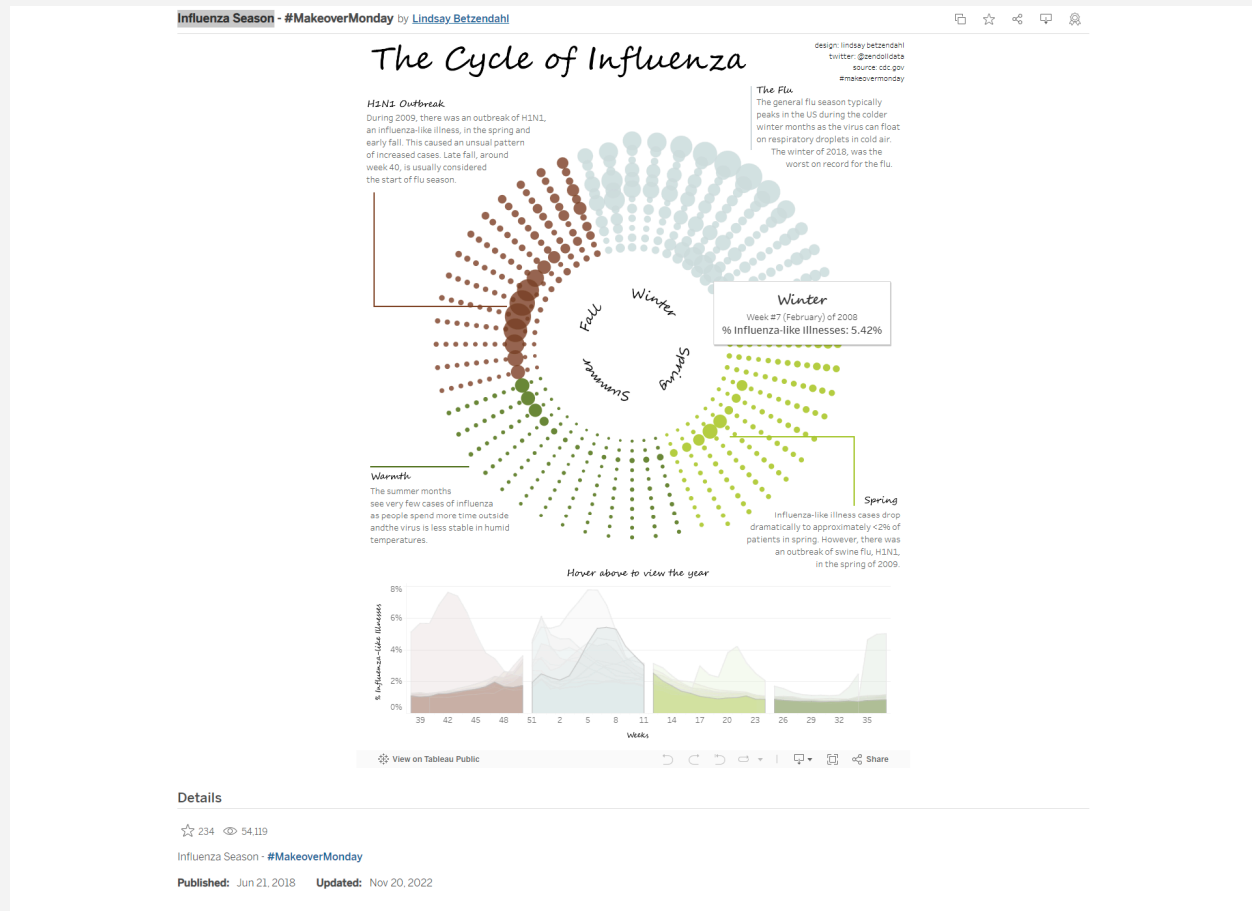 Influenza Season - #MakeoverMonday by Lindsay Betzendahl
The Cycle of Influenza
design: lindsay betzendahl
twitter: @zendolldata
source: cdc.gov
#makeovermonday
H1N1 Outbreak
During 2009, there was an outbreak of H1N1,
an influenza-like illness, in the spring and
early fall. This caused an unusual pattern
of increased cases. Late fall, around
week 40, is usually considered
the start of flu season.
The Flu
The general flu season typically
peaks in the US during the colder
winter months as the virus can float
on respiratory droplets in cold air.
The winter of 2018, was the
worst on record for the flu.
Fall
Winter
Spring
Summer
Winter
Week #7 (February) of 2008
% Influenza-like Illnesses: 5.42%
Warmth
The summer months
see very few cases of influenza
as people spend more time outside
andthe virus is less stable in humid
temperatures.
Spring
Influenza-like illness cases drop
dramatically to approximately <2% of
patients in spring. However, there was
an outbreak of swine flu, H1N1,
in the spring of 2009.
Hover above to view the year
% Influenza-like Illnesses
8%
6%
4%
2%
0%
39 42 45 48 51 2 5 8 11 14 17 20 23 26 29 32 35
Weeks
View on Tableau Public
Share
Details
234 54,119
Influenza Season - #MakeoverMonday
Published: Jun 21, 2018 Updated: Nov 20, 2022